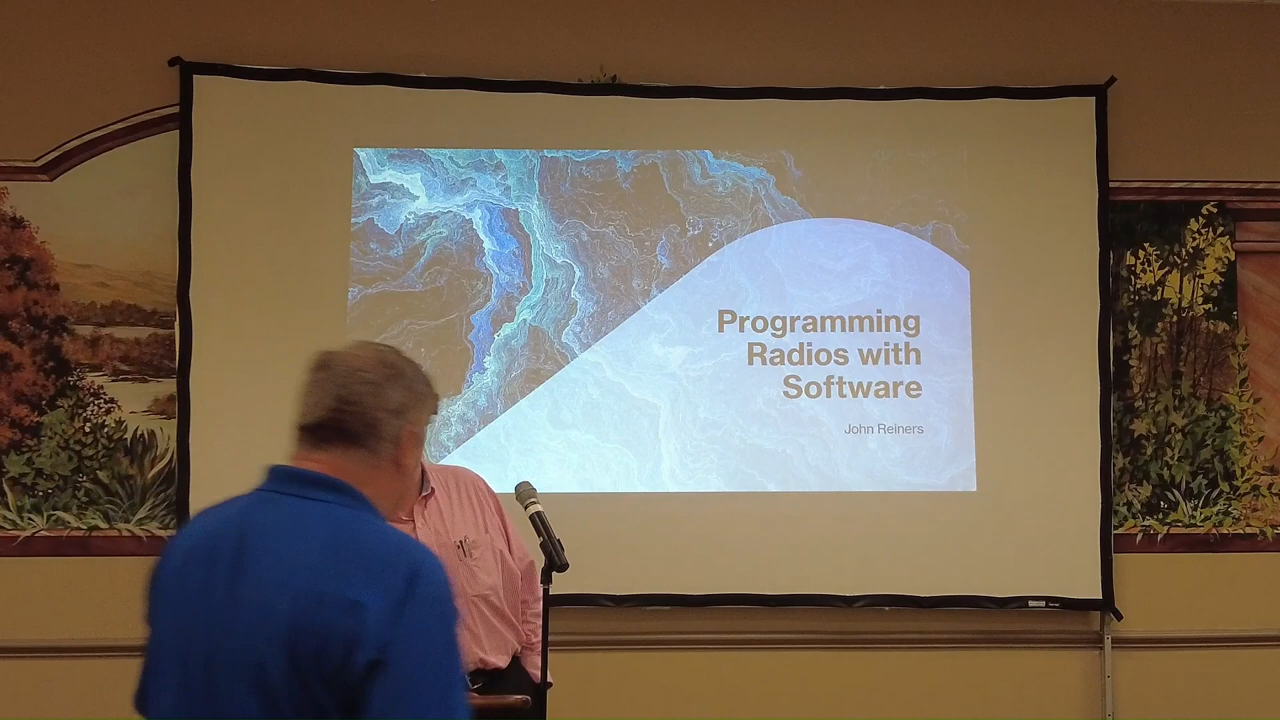 Programming
Radios with
Software
John Reiners